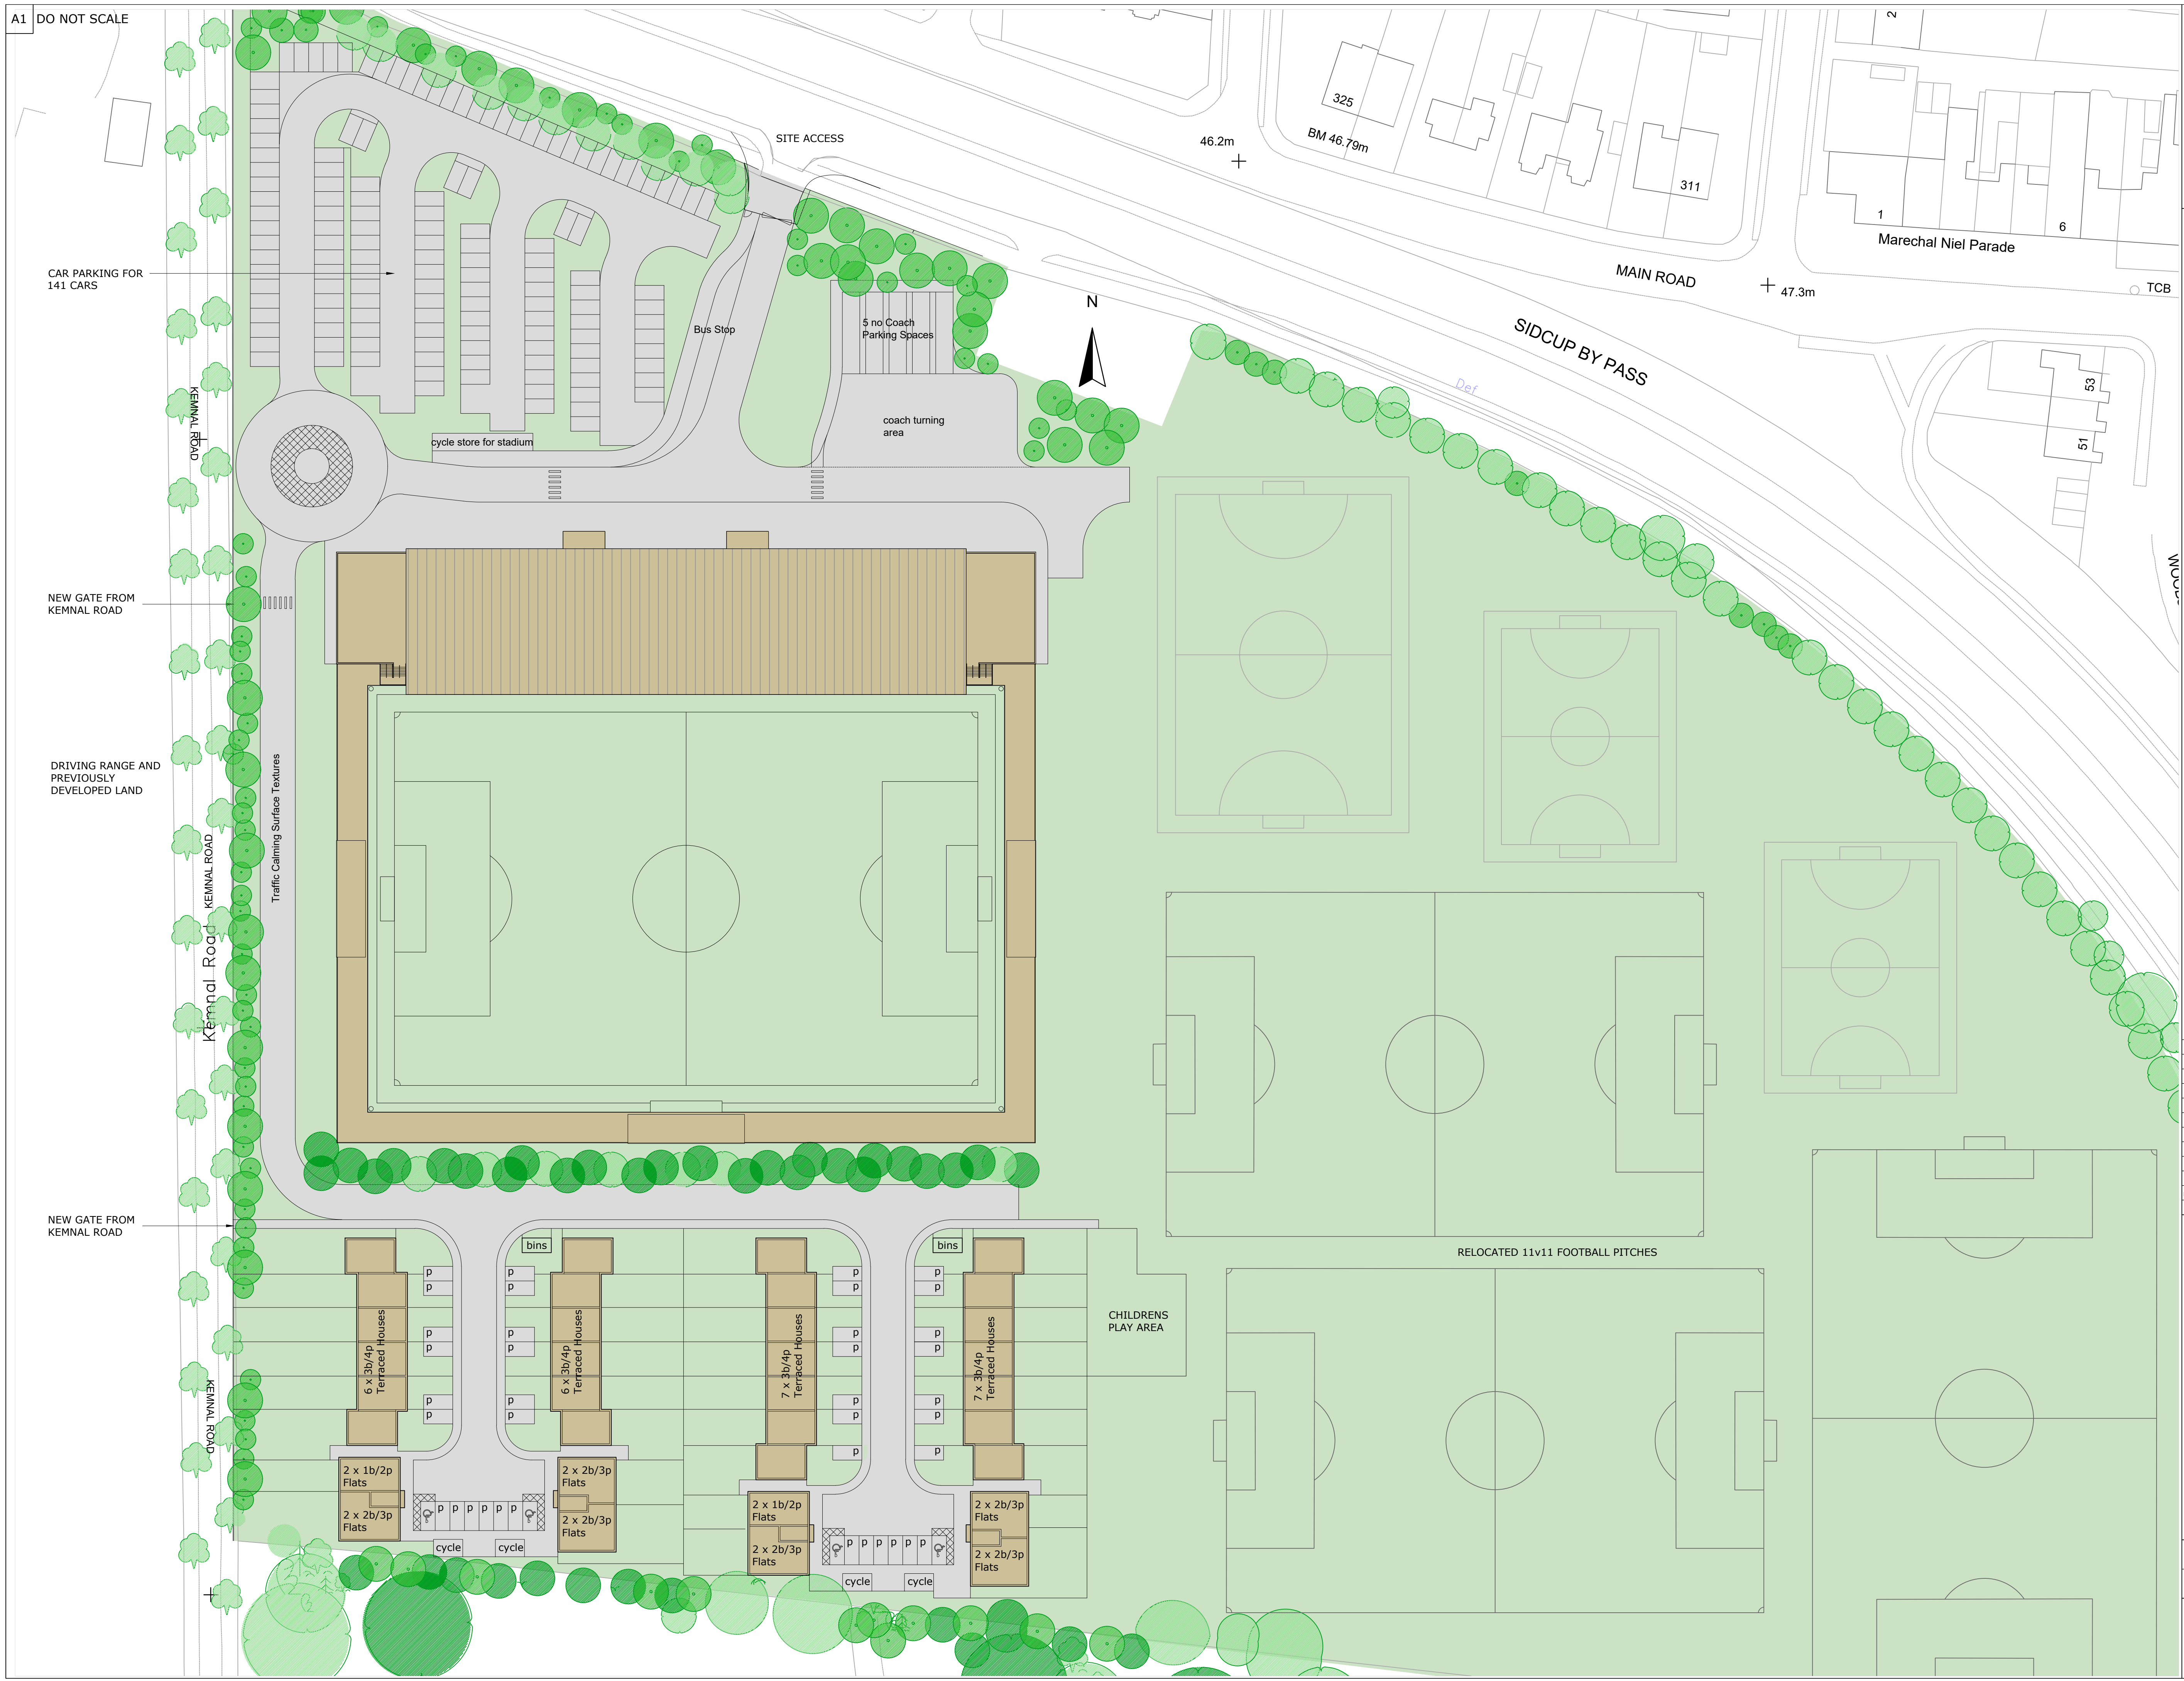 A1 DO NOT SCALE
2
SITE ACCESS
325
BM 46.79m
46.2m
311
1
6
Marechal Niel Parade
MAIN ROAD
47.3m
TCB
SIDCUP BY PASS
53
51
Def
N
CAR PARKING FOR
141 CARS
Bus Stop
5 no Coach
Parking Spaces
coach turning
area
cycle store for stadium
KEMNAL ROAD
NEW GATE FROM
KEMNAL ROAD
DRIVING RANGE AND
PREVIOUSLY
DEVELOPED LAND
Traffic Calming Surface Textures
KEMNAL ROAD
Kemnal Road
NEW GATE FROM
KEMNAL ROAD
RELOCATED 11v11 FOOTBALL PITCHES
bins
bins
p p p p
p p p p
CHILDRENS
PLAY AREA
6 x 3b/4p
Terraced Houses
6 x 3b/4p
Terraced Houses
7 x 3b/4p
Terraced Houses
7 x 3b/4p
Terraced Houses
p p p p
p p p p
KEMNAL ROAD
p p p p
p p p p
p p
2 x 1b/2p
Flats
2 x 2b/3p
Flats
2 x 2b/3p
Flats
2 x 2b/3p
Flats
p p p p p p
cycle cycle
2 x 1b/2p
Flats
2 x 2b/3p
Flats
2 x 2b/3p
Flats
2 x 2b/3p
Flats
p p p p p p
cycle cycle